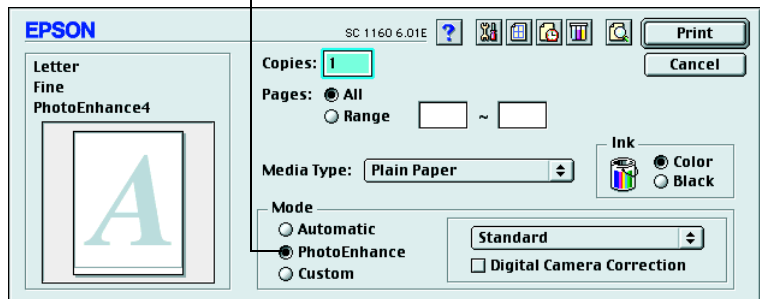 EPSON
SC 1160 6.01E
?
Print
Letter
Fine
PhotoEnhance4
A
Copies: 1
Cancel
Pages: All
Range ~
Media Type: Plain Paper
Ink
Color
Black
Mode
Automatic
PhotoEnhance
Custom
Standard
Digital Camera Correction